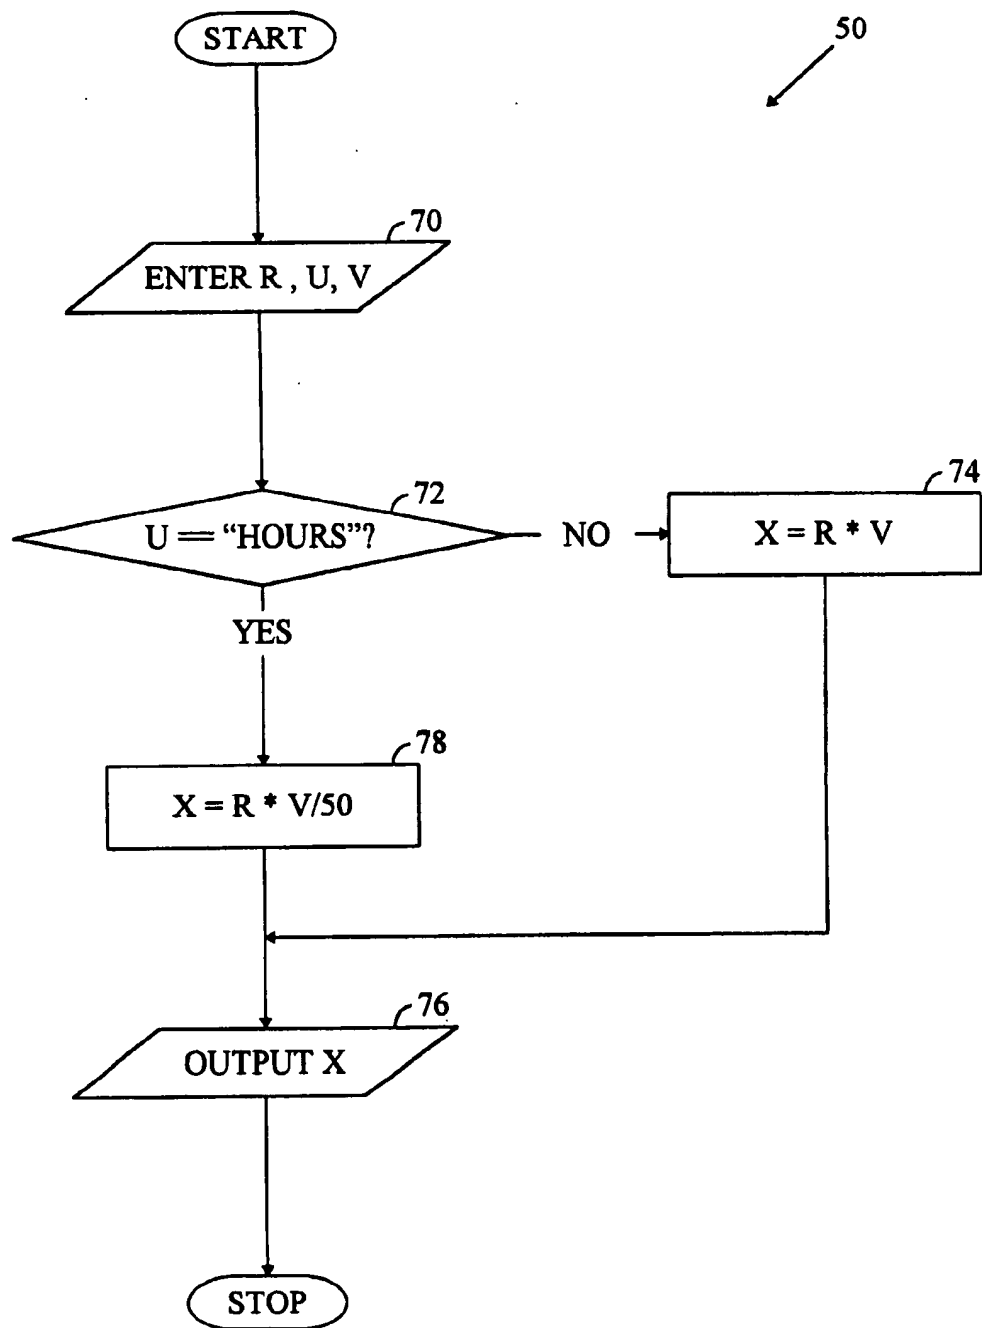 START
50
70
ENTER R , U, V
72
U == "HOURS"?
NO
74
X = R * V
YES
78
X = R * V/50
76
OUTPUT X
STOP